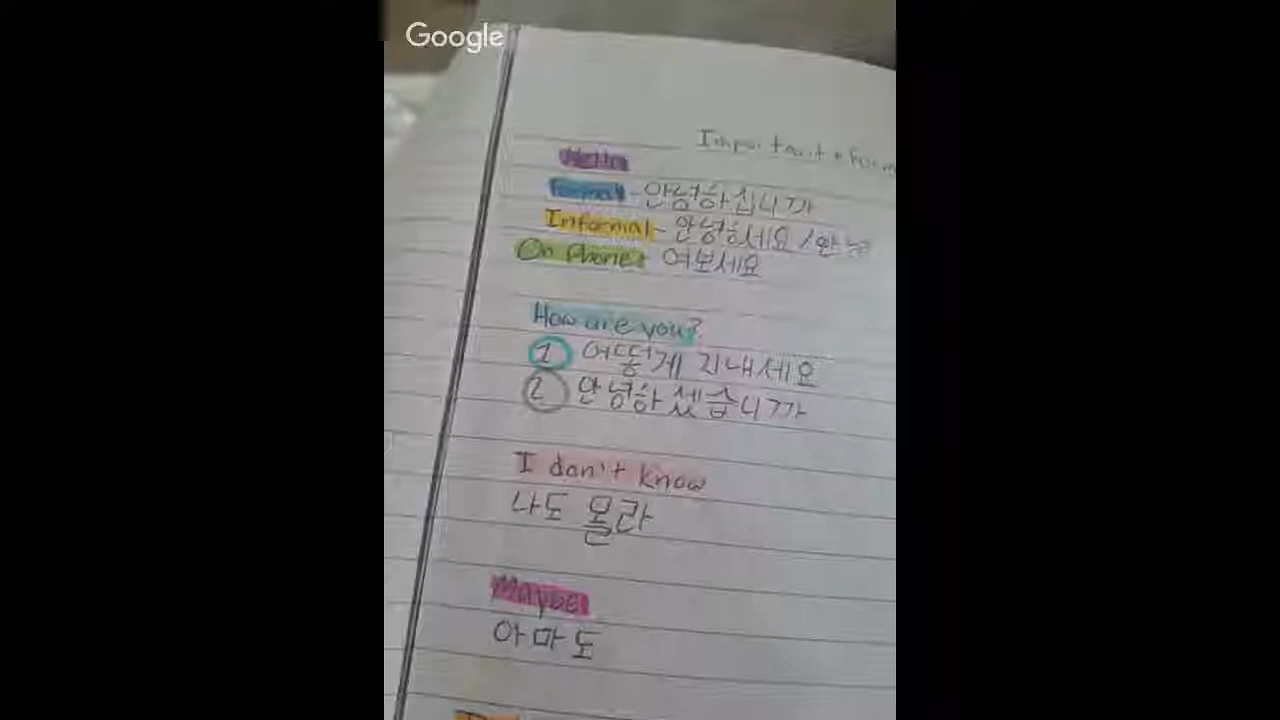 Google
Important &
Hello
Formal - 안녕하십니까
Informal - 안녕하세요 / 안녕
On Phone - 여보세요
How are you?
1 어떻게 지내세요
2 안녕하셨습니까
I don't know
나도 몰라
Maybe
아마도